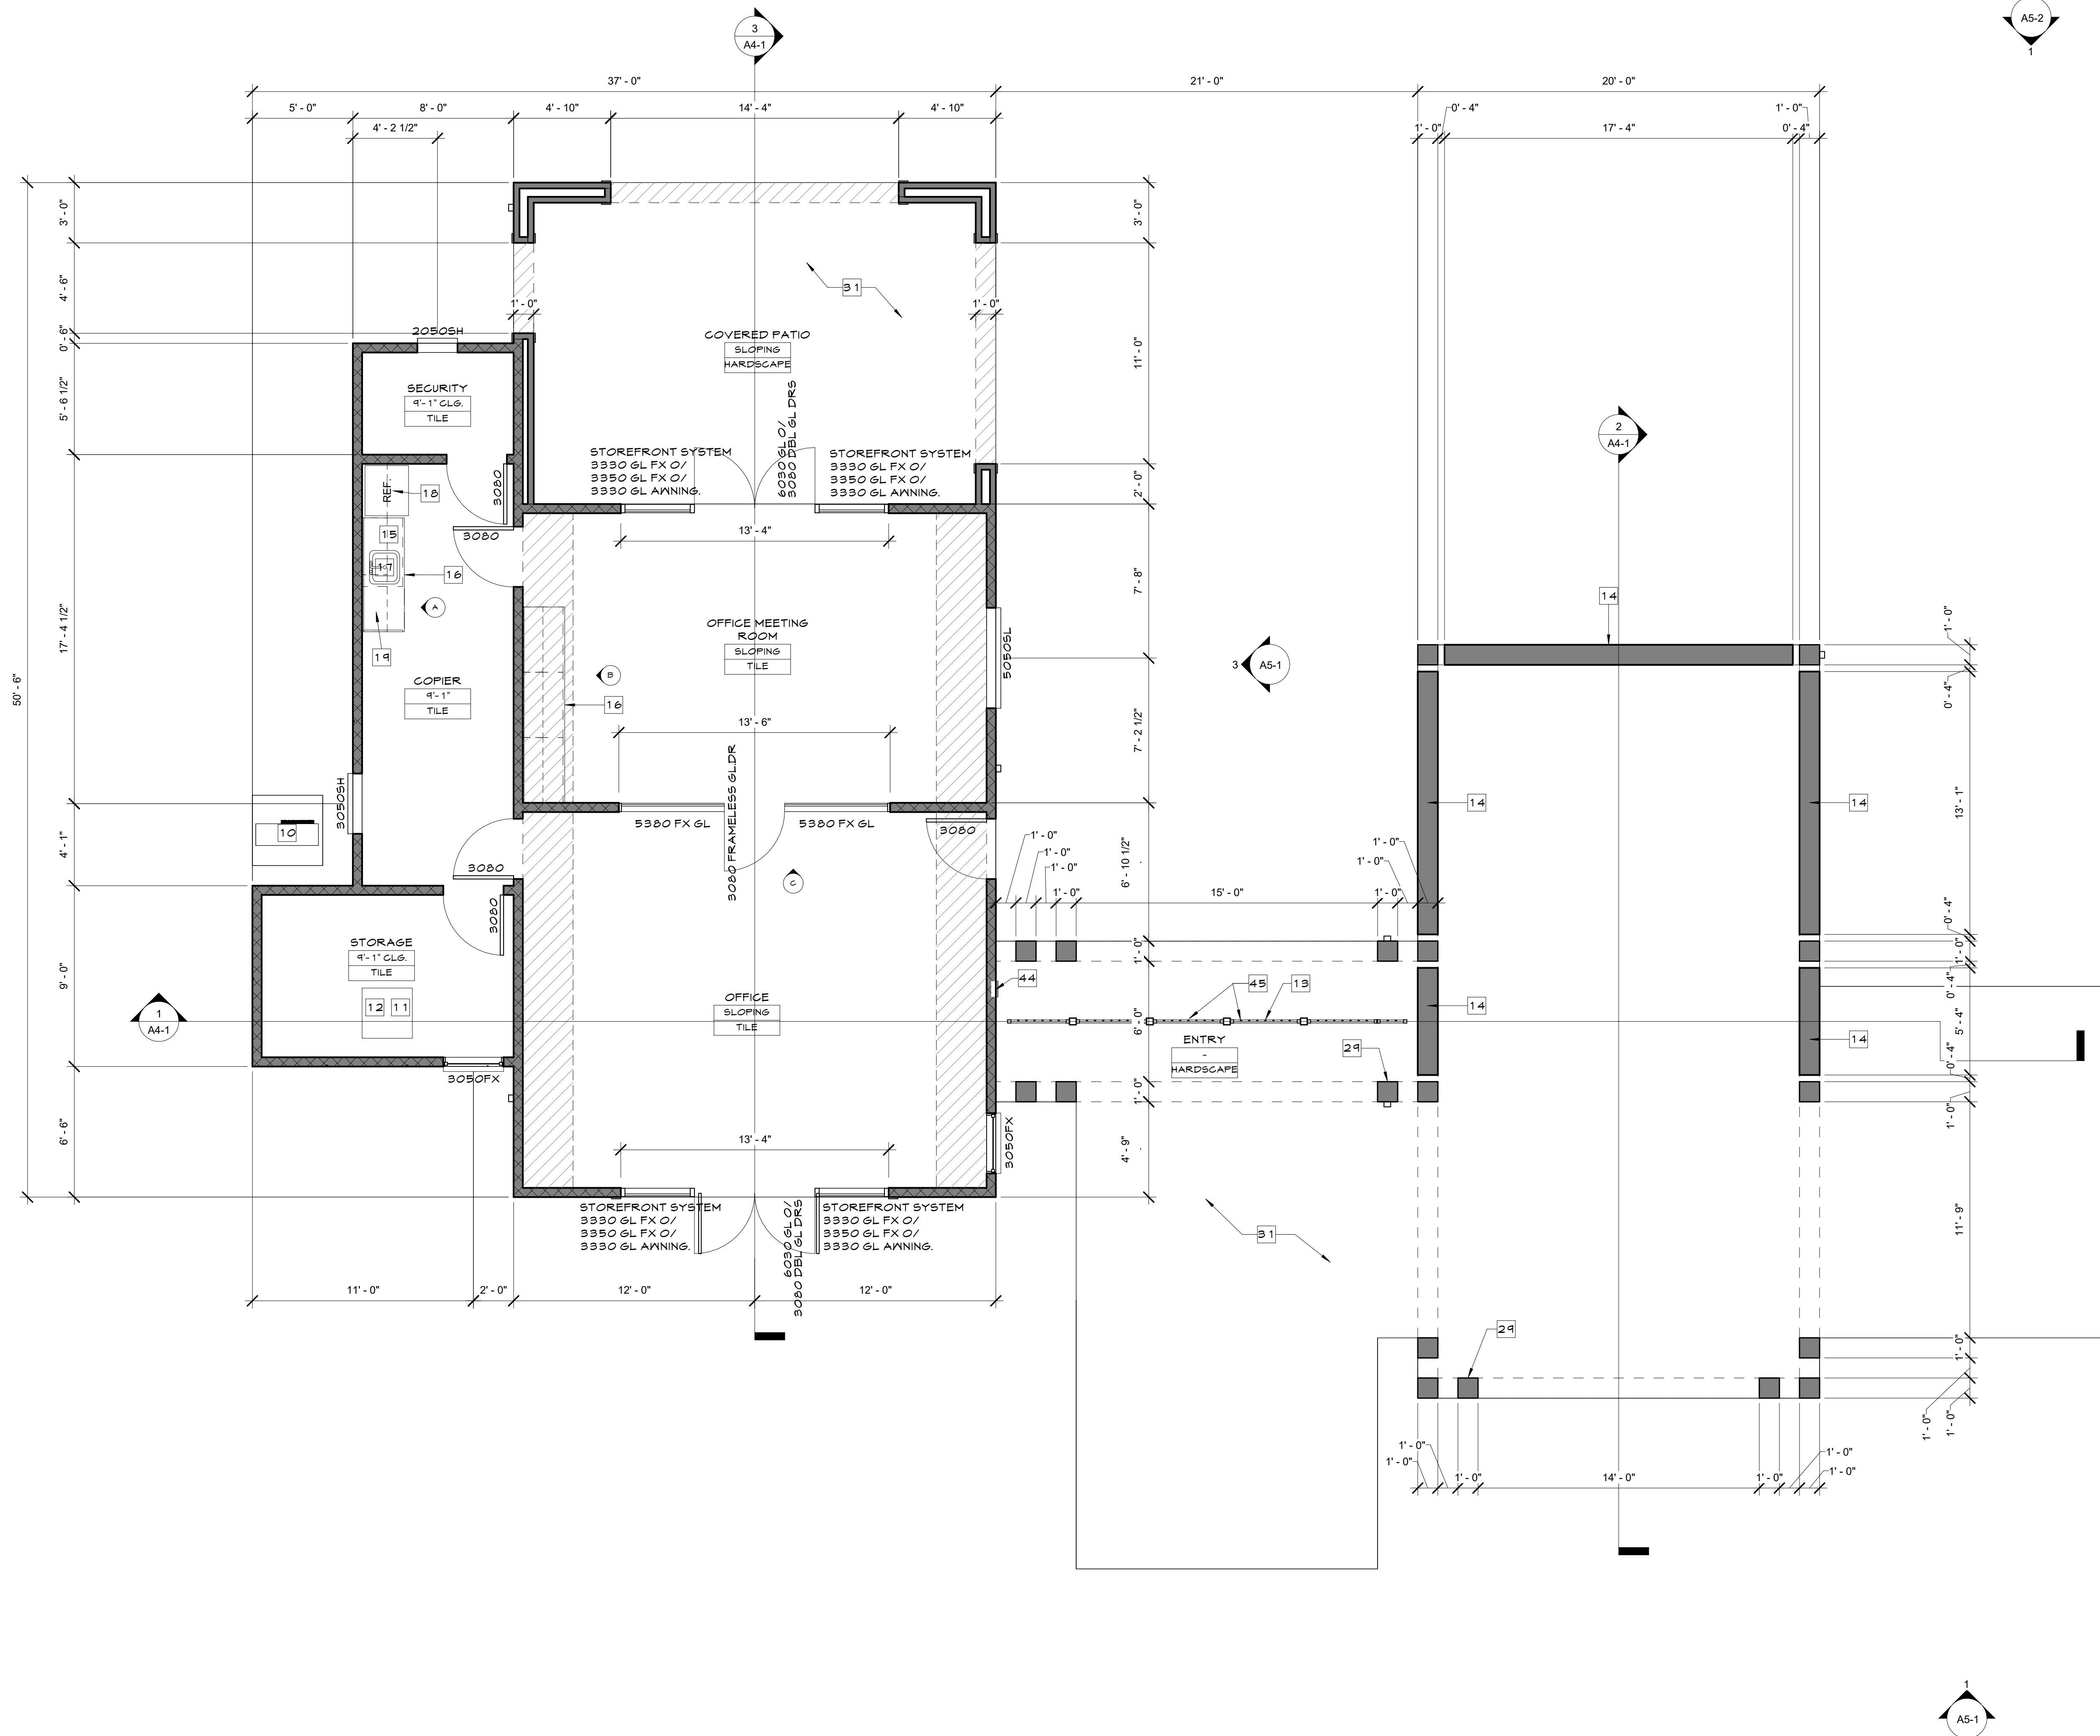 3
A4-1
A5-2
1
37' - 0"
21' - 0"
20' - 0"
5' - 0"
8' - 0"
4' - 10"
14' - 4"
4' - 10"
0' - 4"
1' - 0"
4' - 2 1/2"
1' - 0"
17' - 4"
0' - 4"
3' - 0"
3' - 0"
4' - 6"
31
1' - 0"
1' - 0"
0' - 6"
2050SH
COVERED PATIO
SLOPING
HARDSCAPE
11' - 0"
5' - 6 1/2"
SECURITY
9'-1" CLG.
TILE
2
A4-1
STOREFRONT SYSTEM
3330 GL FX O/
3350 GL FX O/
3330 GL AWNING.
6030 GL O/
3080 DBL GL DRS
STOREFRONT SYSTEM
3330 GL FX O/
3350 GL FX O/
3330 GL AWNING.
2' - 0"
REF.
18
3080
15
3080
13' - 4"
17
16
7' - 8"
A
14
17' - 4 1/2"
OFFICE MEETING
ROOM
SLOPING
TILE
5050SL
1' - 0"
19
3
A5-1
50' - 6"
COPIER
9'-1"
TILE
B
16
0' - 4"
13' - 6"
7' - 2 1/2"
3050SH
3080 FRAMELESS GL.DR
14
14
13' - 1"
10
5380 FX GL
5380 FX GL
3080
4' - 1"
1' - 0"
1' - 0"
1' - 0"
1' - 0"
15' - 0"
1' - 0"
1' - 0"
1' - 0"
6' - 10 1/2"
3080
C
3080
0' - 4"
STORAGE
9'-1" CLG.
TILE
1' - 0"
1' - 0"
9' - 0"
12
11
OFFICE
SLOPING
TILE
44
45
13
14
0' - 4"
1
A4-1
6' - 0"
5' - 4"
ENTRY
-
HARDSCAPE
29
14
0' - 4"
3050FX
1' - 0"
1' - 0"
6' - 6"
13' - 4"
3050FX
4' - 9"
STOREFRONT SYSTEM
3330 GL FX O/
3350 GL FX O/
3330 GL AWNING.
6030 GL O/
3080 DBL GL DRS
STOREFRONT SYSTEM
3330 GL FX O/
3350 GL FX O/
3330 GL AWNING.
31
11' - 9"
11' - 0"
2' - 0"
12' - 0"
12' - 0"
29
1' - 0"
1' - 0"
1' - 0"
1' - 0"
1' - 0"
1' - 0"
14' - 0"
1' - 0"
1' - 0"
1' - 0"
1
A5-1